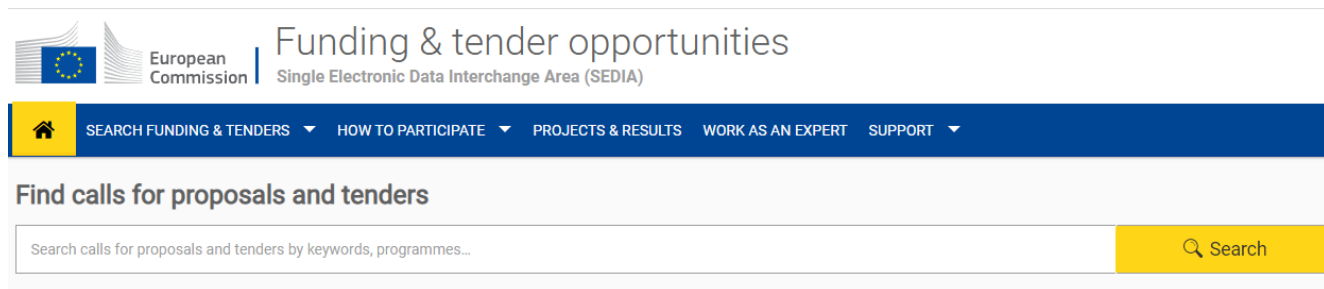 European
Commission
Funding & tender opportunities
Single Electronic Data Interchange Area (SEDIA)
SEARCH FUNDING & TENDERS HOW TO PARTICIPATE PROJECTS & RESULTS WORK AS AN EXPERT SUPPORT
Find calls for proposals and tenders
Search calls for proposals and tenders by keywords, programmes... Search